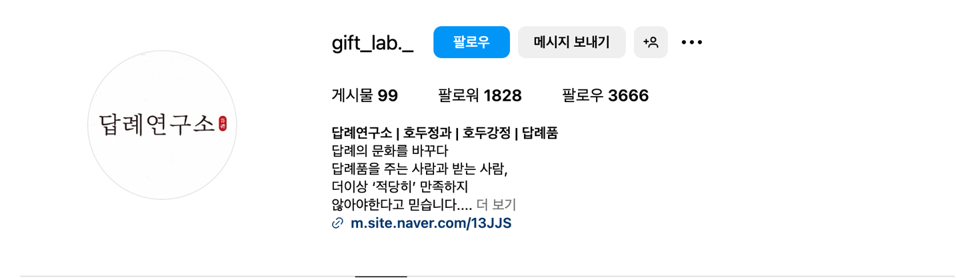 gift_lab._ 팔로우 메시지 보내기
답례연구소
게시물 99 팔로워 1828 팔로우 3666
답례연구소 | 호두정과 | 호두강정 | 답례품
답례의 문화를 바꾸다
답례품을 주는 사람과 받는 사람,
더이상 ‘적당히’ 만족하지
않아야한다고 믿습니다.... 더 보기
m.site.naver.com/13JJS